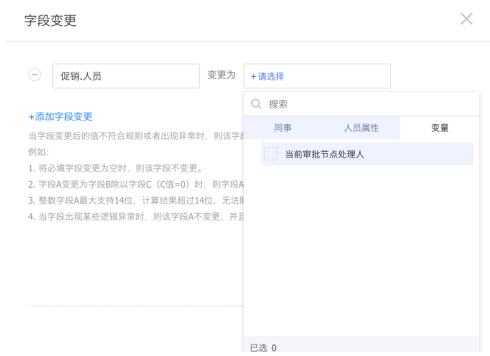 字段变更
促销.人员 变更为 +请选择
搜索
+添加字段变更
同事 人员属性 变量
当字段变更后的值不符合规则或者出现异常时，则该字段
例如：
当前审批节点处理人
1. 将必填字段变更为空时，则该字段不变更。
2. 字段A变更为字段B除以字段C（C值=0）时，则字段A
3. 整数字段A最大支持14位，计算结果超过14位，无法
4. 当字段出现某些逻辑异常时，则该字段A不变更，并且
已选 0